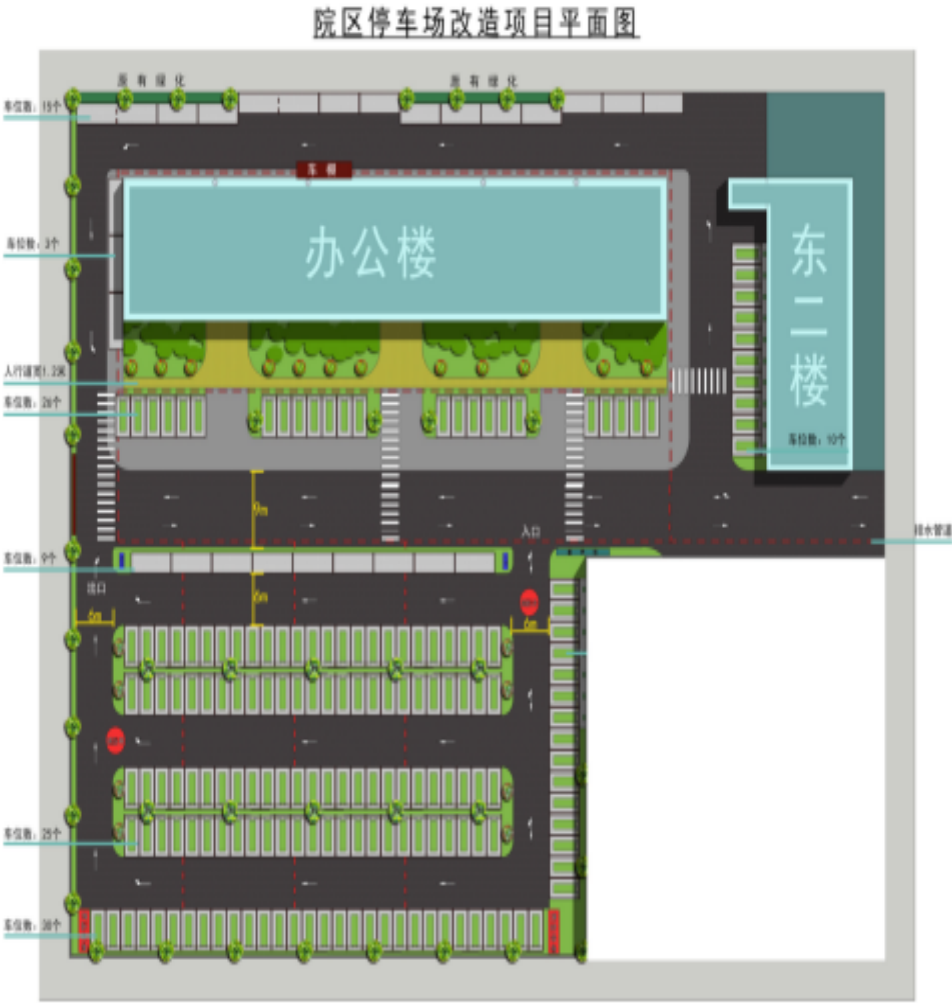 院区停车场改造项目平面图
原有绿化
原有绿化
车位数：15个
车棚
车位数：3个
办公楼
东二楼
人行道宽1.2米
车位数：26个
车位数：10个
9m
入口
排水管道
车位数：9个
出口
6m
6m
6m
车位数：25个
车位数：30个